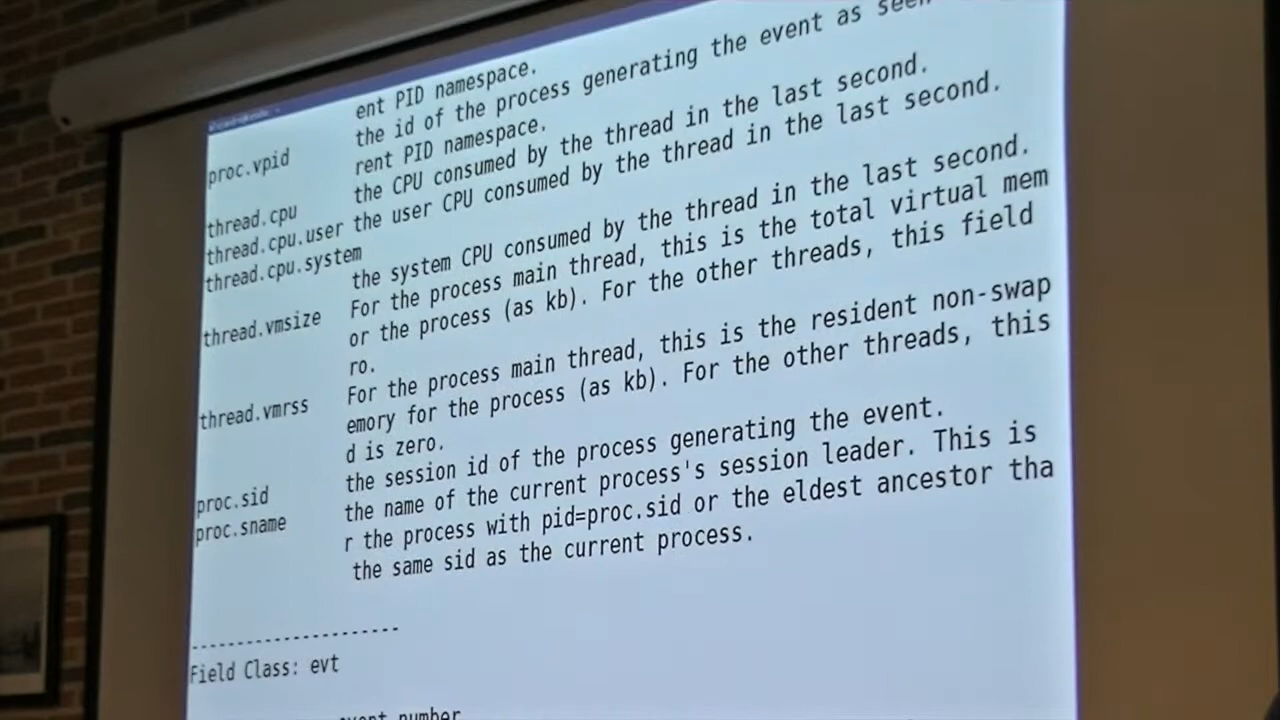 ent PID namespace.
proc.vpid the id of the process generating the event as seen
rent PID namespace.
thread.cpu the CPU consumed by the thread in the last second.
thread.cpu.user the user CPU consumed by the thread in the last second.
thread.cpu.system
the system CPU consumed by the thread in the last second.
thread.vmsize For the process main thread, this is the total virtual mem
or the process (as kb). For the other threads, this field
ro.
thread.vmrss For the process main thread, this is the resident non-swap
emory for the process (as kb). For the other threads, this
d is zero.
proc.sid the session id of the process generating the event.
proc.sname the name of the current process's session leader. This is
r the process with pid=proc.sid or the eldest ancestor tha
the same sid as the current process.
----------------------
Field Class: evt
event number